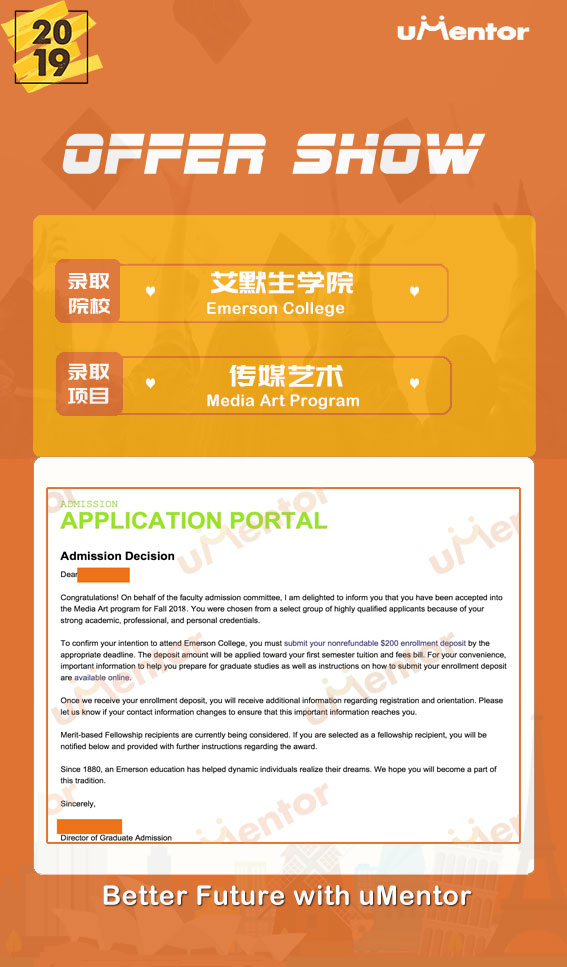 20
19
uMentor
OFFER SHOW
录取
院校
艾默生学院
Emerson College
录取
项目
传媒艺术
Media Art Program
ADMISSION
APPLICATION PORTAL
Admission Decision
Dear
Congratulations! On behalf of the faculty admission committee, I am delighted to inform you that you have been accepted into
the Media Art program for Fall 2018. You were chosen from a select group of highly qualified applicants because of your
strong academic, professional, and personal credentials.
To confirm your intention to attend Emerson College, you must submit your nonrefundable $200 enrollment deposit by the
appropriate deadline. The deposit amount will be applied toward your first semester tuition and fees bill. For your convenience,
important information to help you prepare for graduate studies as well as instructions on how to submit your enrollment deposit
are available online.
Once we receive your enrollment deposit, you will receive additional information regarding registration and orientation. Please
let us know if your contact information changes to ensure that this important information reaches you.
Merit-based Fellowship recipients are currently being considered. If you are selected as a fellowship recipient, you will be
notified below and provided with further instructions regarding the award.
Since 1880, an Emerson education has helped dynamic individuals realize their dreams. We hope you will become a part of
this tradition.
Sincerely,
Director of Graduate Admission
uMentor
uMentor
uMentor
uMentor
Better Future with uMentor